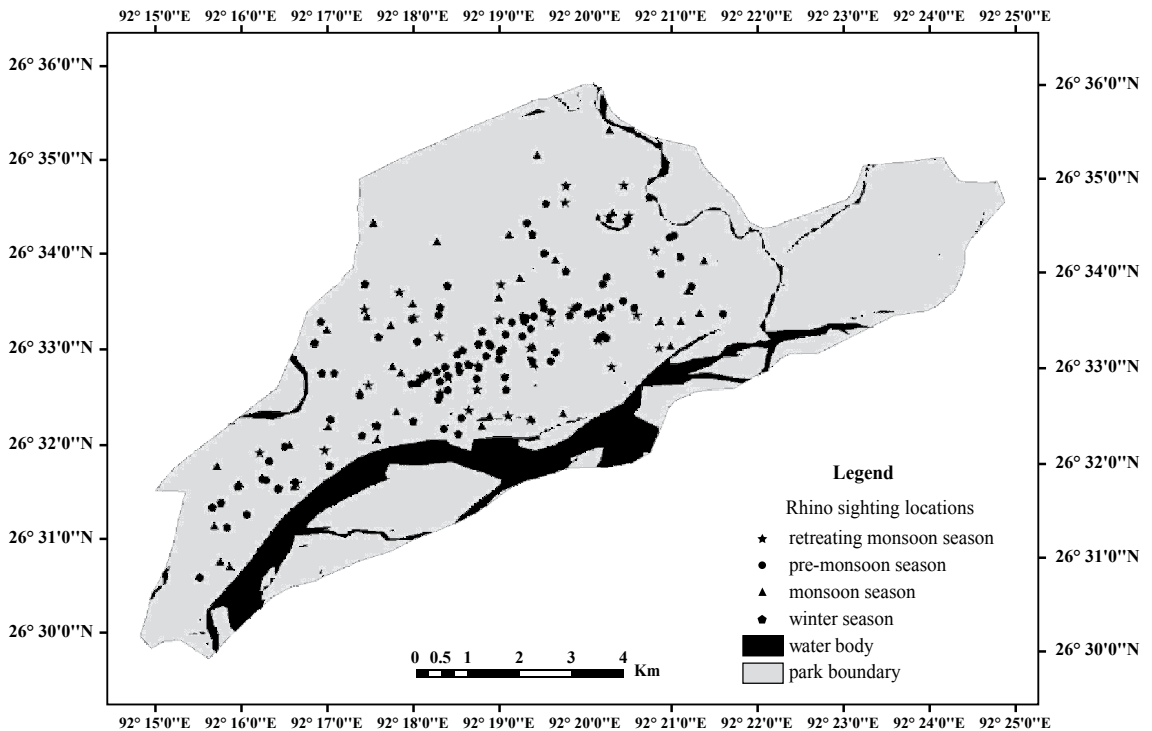 92° 15'0"E 92° 16'0"E 92° 17'0"E 92° 18'0"E 92° 19'0"E 92° 20'0"E 92° 21'0"E 92° 22'0"E 92° 23'0"E 92° 24'0"E 92° 25'0"E
26° 36'0"N 26° 36'0"N
26° 35'0"N 26° 35'0"N
26° 34'0"N 26° 34'0"N
26° 33'0"N 26° 33'0"N
26° 32'0"N 26° 32'0"N
26° 31'0"N 26° 31'0"N
26° 30'0"N 26° 30'0"N
Legend
Rhino sighting locations
retreating monsoon season
pre-monsoon season
monsoon season
winter season
water body
park boundary
0 0.5 1 2 3 4
Km
92° 15'0"E 92° 16'0"E 92° 17'0"E 92° 18'0"E 92° 19'0"E 92° 20'0"E 92° 21'0"E 92° 22'0"E 92° 23'0"E 92° 24'0"E 92° 25'0"E